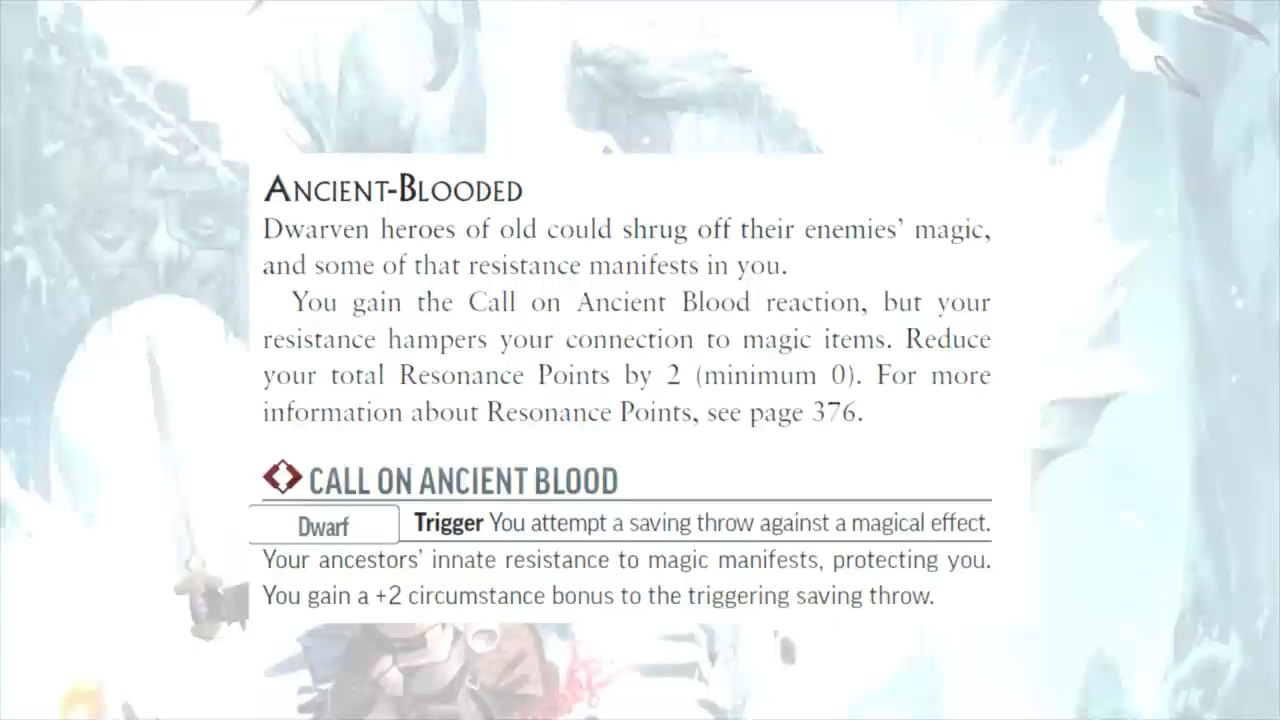 ANCIENT-BLOODED
Dwarven heroes of old could shrug off their enemies' magic,
and some of that resistance manifests in you.
You gain the Call on Ancient Blood reaction, but your
resistance hampers your connection to magic items. Reduce
your total Resonance Points by 2 (minimum 0). For more
information about Resonance Points, see page 376.
CALL ON ANCIENT BLOOD
Dwarf Trigger You attempt a saving throw against a magical effect.
Your ancestors' innate resistance to magic manifests, protecting you.
You gain a +2 circumstance bonus to the triggering saving throw.